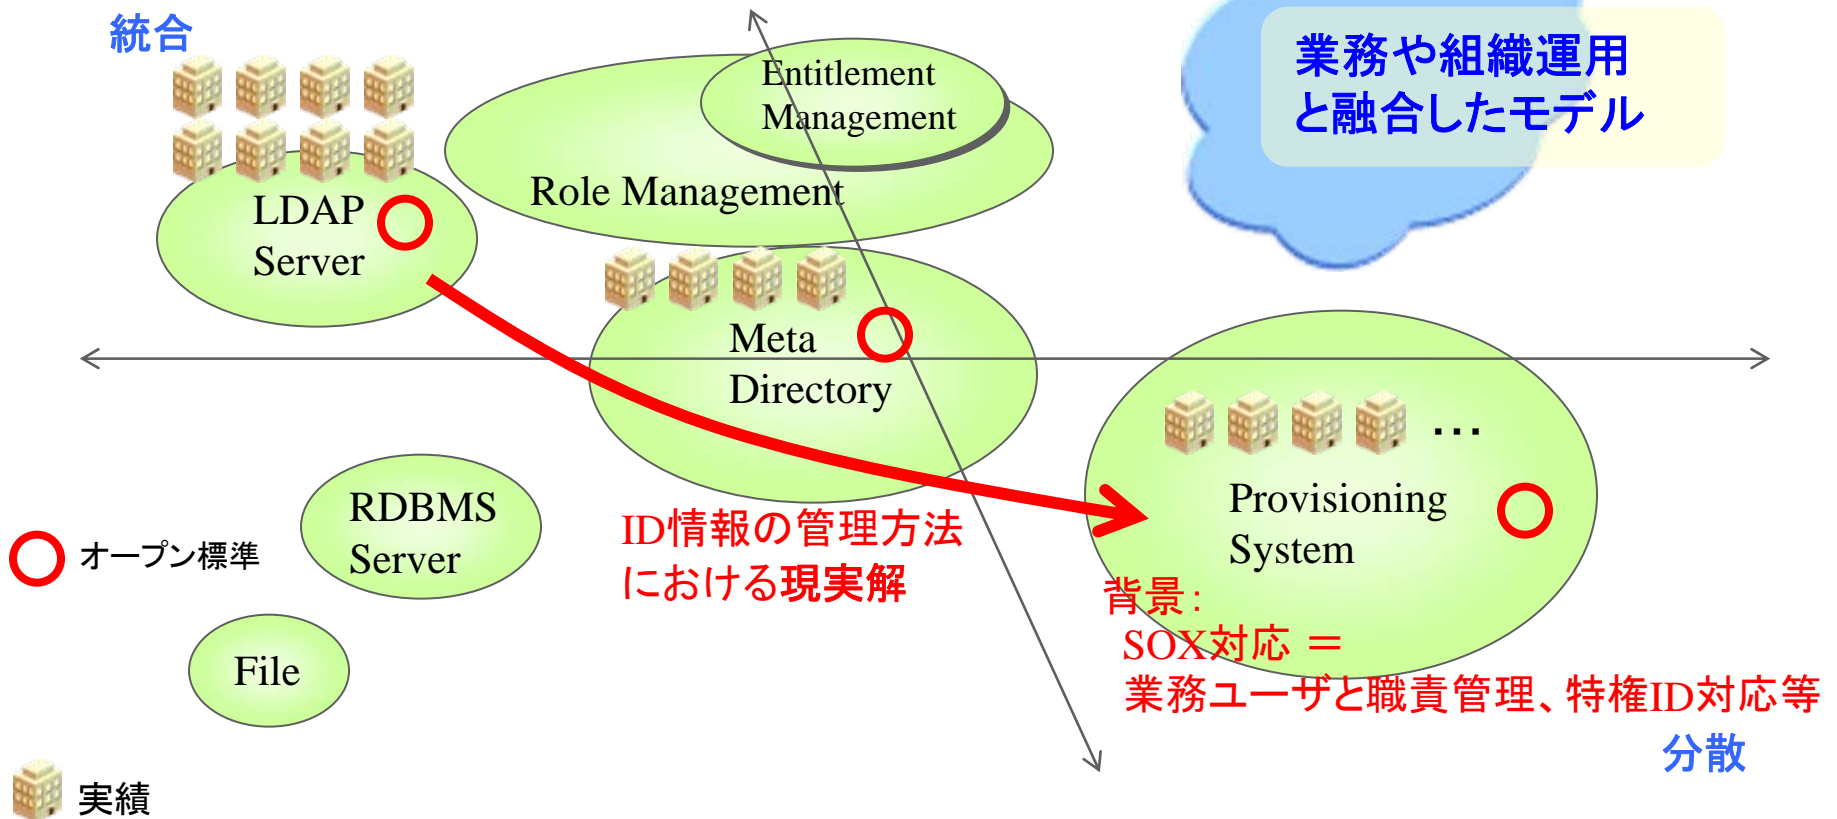 統合
業務や組織運用
と融合したモデル
Entitlement
Management
Role Management
LDAP
Server
Meta
Directory
…
Provisioning
System
RDBMS
Server
オープン標準
ID情報の管理方法
における現実解
背景：
SOX対応 ＝
業務ユーザと職責管理、特権ID対応等
File
分散
実績